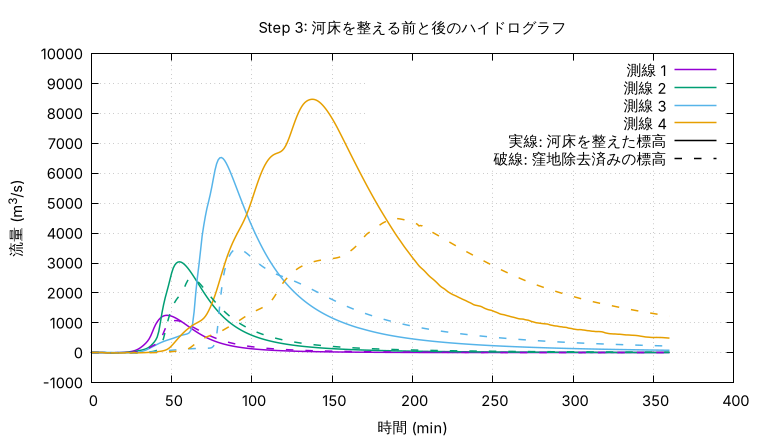 Step 3: 河床を整える前と後のハイドログラフ
10000
9000
8000
7000
6000
5000
4000
3000
2000
1000
0
-1000
流量 (m³/s)
測線 1
測線 2
測線 3
測線 4
実線: 河床を整えた標高
破線: 窪地除去済みの標高
0 50 100 150 200 250 300 350 400
時間 (min)